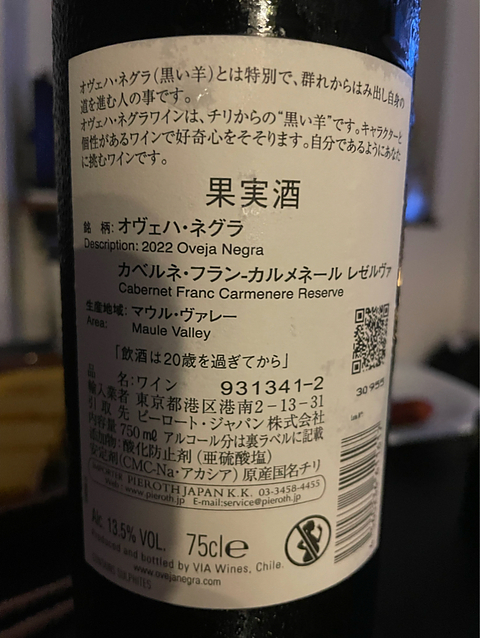 オヴェハ・ネグラ(黒い羊)とは特別で、群れからはみ出し自身の
道を進む人の事です。
オヴェハ・ネグラワインは、チリからの"黒い羊"です。キャラクターと
個性があるワインで好奇心をそそります。自分であるようにあなた
に挑むワインです。
果実酒
銘 柄: オヴェハ・ネグラ
Description: 2022 Oveja Negra
カベルネ・フラン-カルメネール レゼルヴァ
Cabernet Franc Carmenere Reserve
生産地域: マウル・ヴァレー
Area: Maule Valley
「飲酒は20歳を過ぎてから」
品 名:ワイン 931341-2
輸入業者 東京都港区港南2-13-31
引取先 ピーロート・ジャパン株式会社
内容量 750㎖ アルコール分は裏ラベルに記載
添加物:酸化防止剤(亜硫酸塩)
安定剤(CMC-Na・アカシア) 原産国名チリ
IMPORTER PIEROTH JAPAN K.K. 03-3458-4455
Web : www.pieroth.jp E-mail:service@pieroth.jp
30955
Alc. 13.5% VOL. 75cl e
Produced and bottled by VIA Wines, Chile.
www.ovejanegra.com
CONTAINS SULPHITES